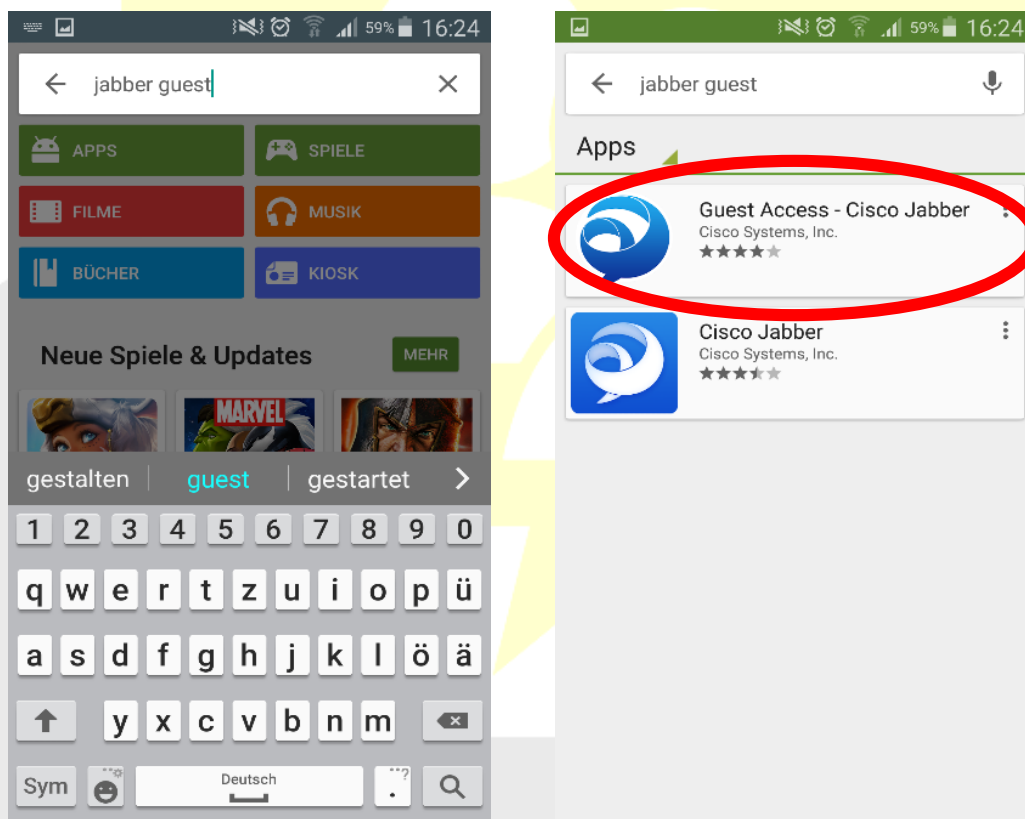 59% 16:24
jabber guest
APPS
SPIELE
FILME
MUSIK
BÜCHER
KIOSK
Neue Spiele & Updates
MEHR
MARVEL
gestalten guest gestartet
1 2 3 4 5 6 7 8 9 0
q w e r t z u i o p ü
a s d f g h j k l ö ä
y x c v b n m
Sym Deutsch . ?
59% 16:24
jabber guest
Apps
Guest Access - Cisco Jabber
Cisco Systems, Inc.
Cisco Jabber
Cisco Systems, Inc.